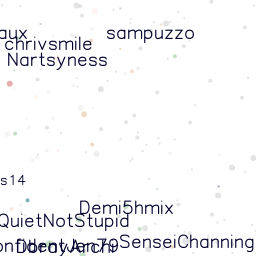 aux
sampuzzo
chrivsmile
Nartsyness
s14
Demi5hmix
QuietNotStupid
SenseiChanning